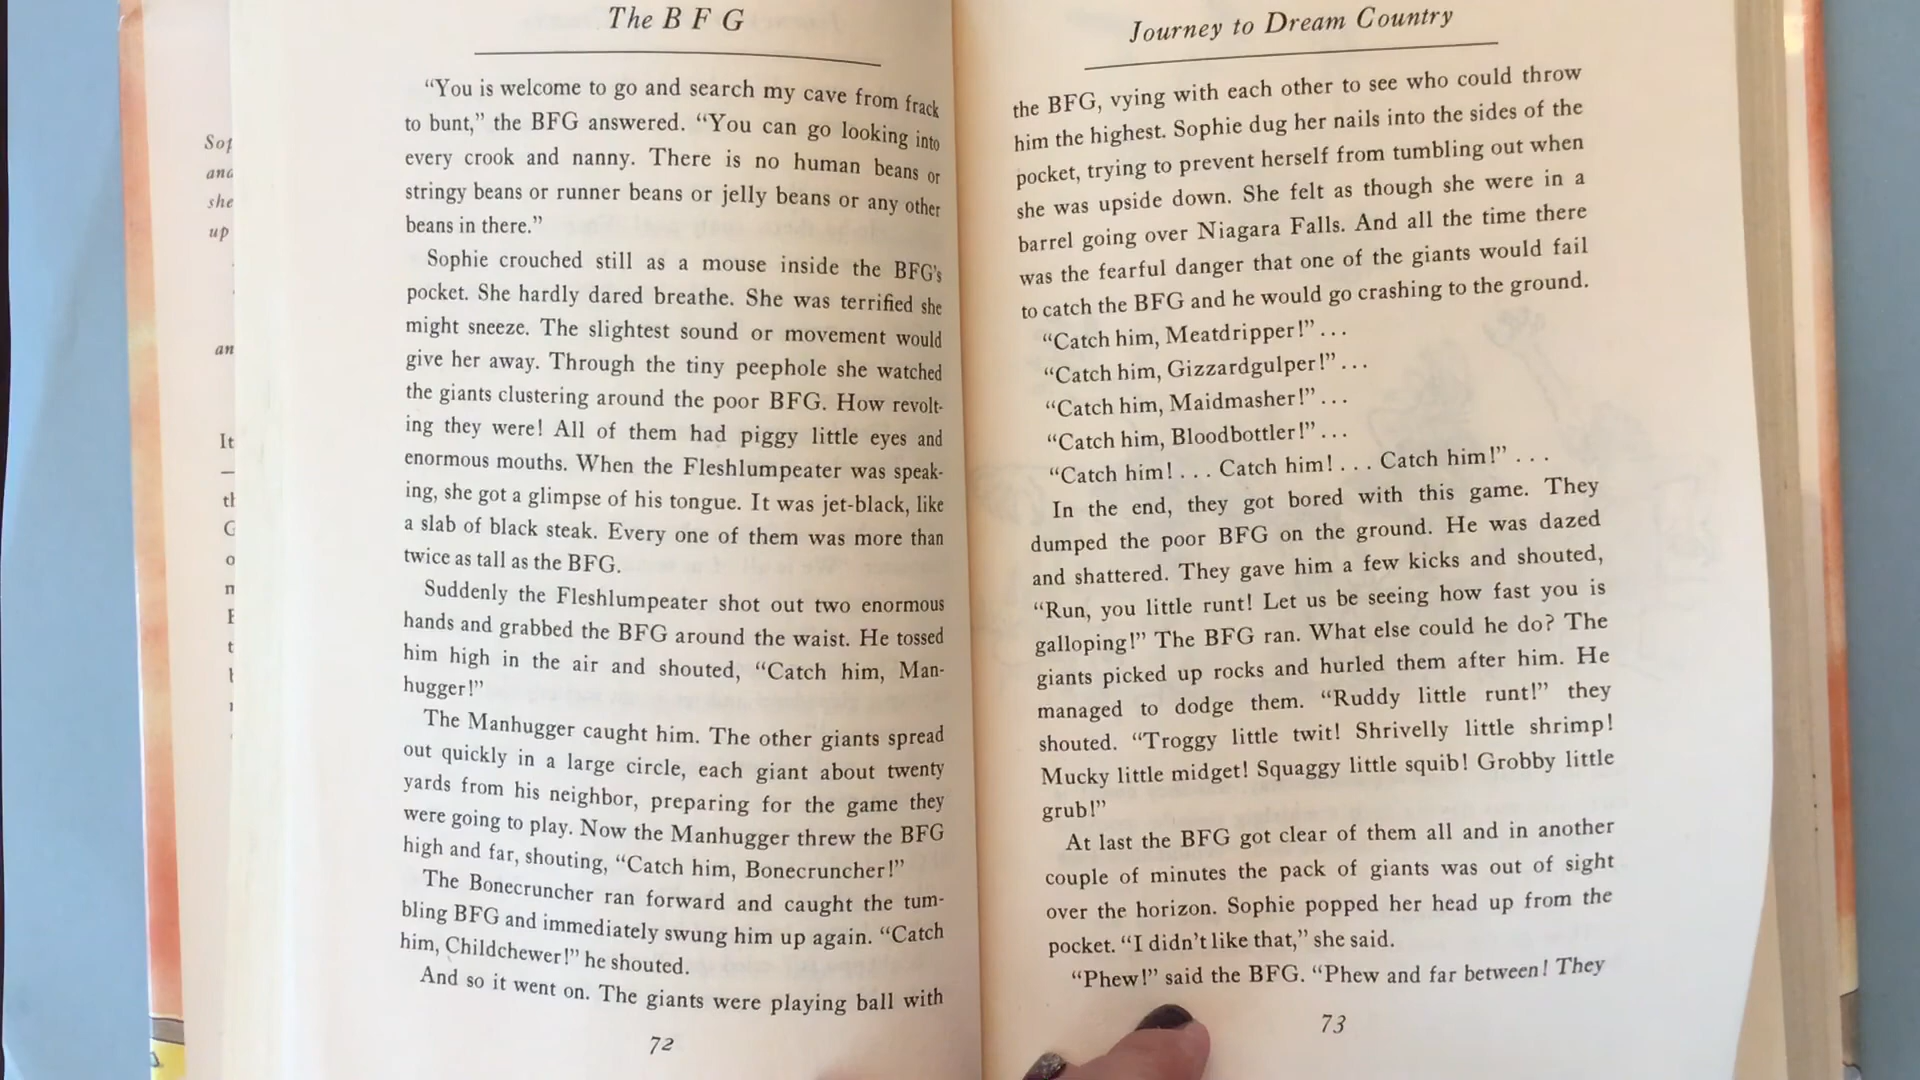 The B F G
"You is welcome to go and search my cave from frack
to bunt," the BFG answered. "You can go looking into
every crook and nanny. There is no human beans or
stringy beans or runner beans or jelly beans or any other
beans in there."
Sophie crouched still as a mouse inside the BFG's
pocket. She hardly dared breathe. She was terrified she
might sneeze. The slightest sound or movement would
give her away. Through the tiny peephole she watched
the giants clustering around the poor BFG. How revolt-
ing they were! All of them had piggy little eyes and
enormous mouths. When the Fleshlumpeater was speak-
ing, she got a glimpse of his tongue. It was jet-black, like
a slab of black steak. Every one of them was more than
twice as tall as the BFG.
Suddenly the Fleshlumpeater shot out two enormous
hands and grabbed the BFG around the waist. He tossed
him high in the air and shouted, "Catch him, Man-
hugger!"
The Manhugger caught him. The other giants spread
out quickly in a large circle, each giant about twenty
yards from his neighbor, preparing for the game they
were going to play. Now the Manhugger threw the BFG
high and far, shouting, "Catch him, Bonecruncher!"
The Bonecruncher ran forward and caught the tum-
bling BFG and immediately swung him up again. "Catch
him, Childchewer!" he shouted.
And so it went on. The giants were playing ball with
72
Journey to Dream Country
the BFG, vying with each other to see who could throw
him the highest. Sophie dug her nails into the sides of the
pocket, trying to prevent herself from tumbling out when
she was upside down. She felt as though she were in a
barrel going over Niagara Falls. And all the time there
was the fearful danger that one of the giants would fail
to catch the BFG and he would go crashing to the ground.
"Catch him, Meatdripper!" . . .
"Catch him, Gizzardgulper!" . . .
"Catch him, Maidmasher!" . . .
"Catch him, Bloodbottler!" . . .
"Catch him! . . . Catch him! . . . Catch him!" . . .
In the end, they got bored with this game. They
dumped the poor BFG on the ground. He was dazed
and shattered. They gave him a few kicks and shouted,
"Run, you little runt! Let us be seeing how fast you is
galloping!" The BFG ran. What else could he do? The
giants picked up rocks and hurled them after him. He
managed to dodge them. "Ruddy little runt!" they
shouted. "Troggy little twit! Shrivelly little shrimp!
Mucky little midget! Squaggy little squib! Grobby little
grub!"
At last the BFG got clear of them all and in another
couple of minutes the pack of giants was out of sight
over the horizon. Sophie popped her head up from the
pocket. "I didn't like that," she said.
"Phew!" said the BFG. "Phew and far between! They
73
and
she
up
an
It